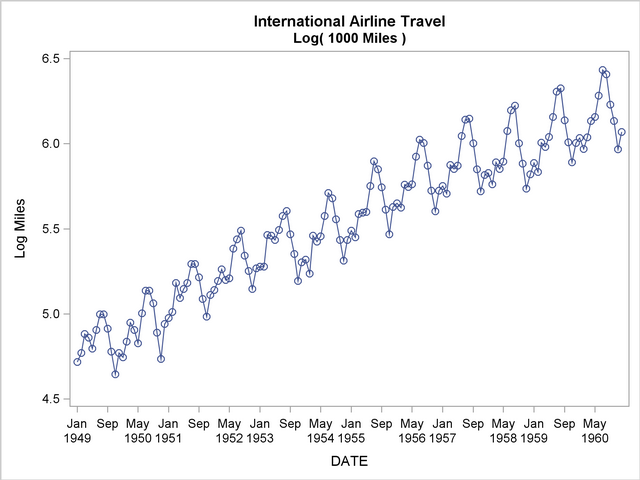 International Airline Travel
Log( 1000 Miles )
6.5
6.0
5.5
5.0
4.5
Log Miles
Jan Sep May Jan Sep May Jan Sep May Jan Sep May Jan Sep May Jan Sep May
1949 1950 1951 1952 1953 1954 1955 1956 1957 1958 1959 1960
DATE